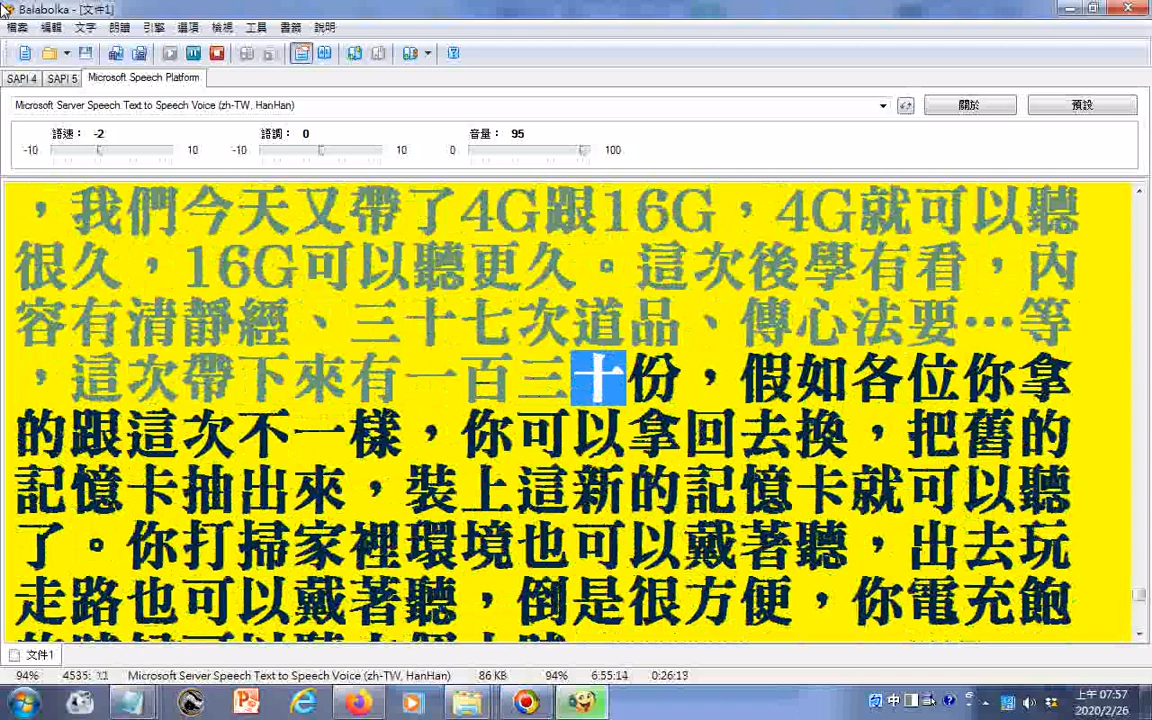 Balabolka - [文件1]
檔案 編輯 文字 朗讀 引擎 選項 檢視 工具 書籤 說明
SAPI 4 SAPI 5 Microsoft Speech Platform
Microsoft Server Speech Text to Speech Voice (zh-TW, HanHan) 關於 預設
語速： -2 語調： 0 音量： 95
-10 10 -10 10 0 100
，我們今天又帶了4G跟16G，4G就可以聽
很久，16G可以聽更久。這次後學有看，內
容有清靜經、三十七次道品、傳心法要…等
，這次帶下來有一百三十份，假如各位你拿
的跟這次不一樣，你可以拿回去換，把舊的
記憶卡抽出來，裝上這新的記憶卡就可以聽
了。你打掃家裡環境也可以戴著聽，出去玩
走路也可以戴著聽，倒是很方便，你電充飽
文件1
94% 4535: Microsoft Server Speech Text to Speech Voice (zh-TW, HanHan) 86 KB 94% 6:55:14 0:26:13
中 上午 07:57
2020/2/26